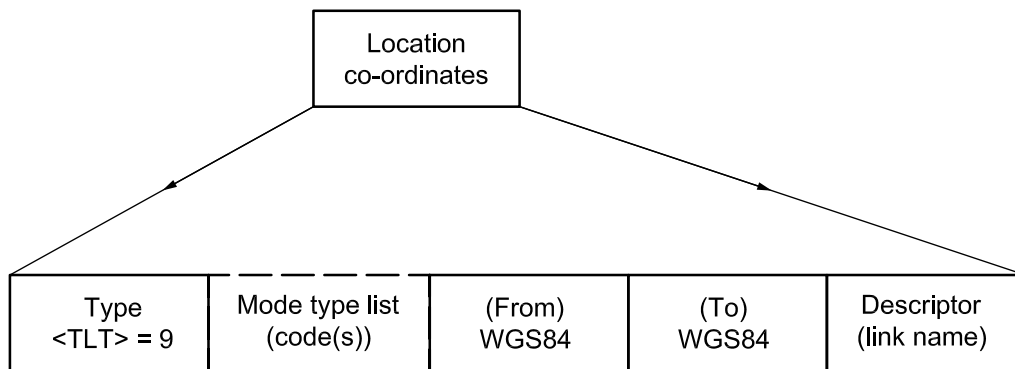 Location
co-ordinates
Type
<TLT> = 9
Mode type list
(code(s))
(From)
WGS84
(To)
WGS84
Descriptor
(link name)